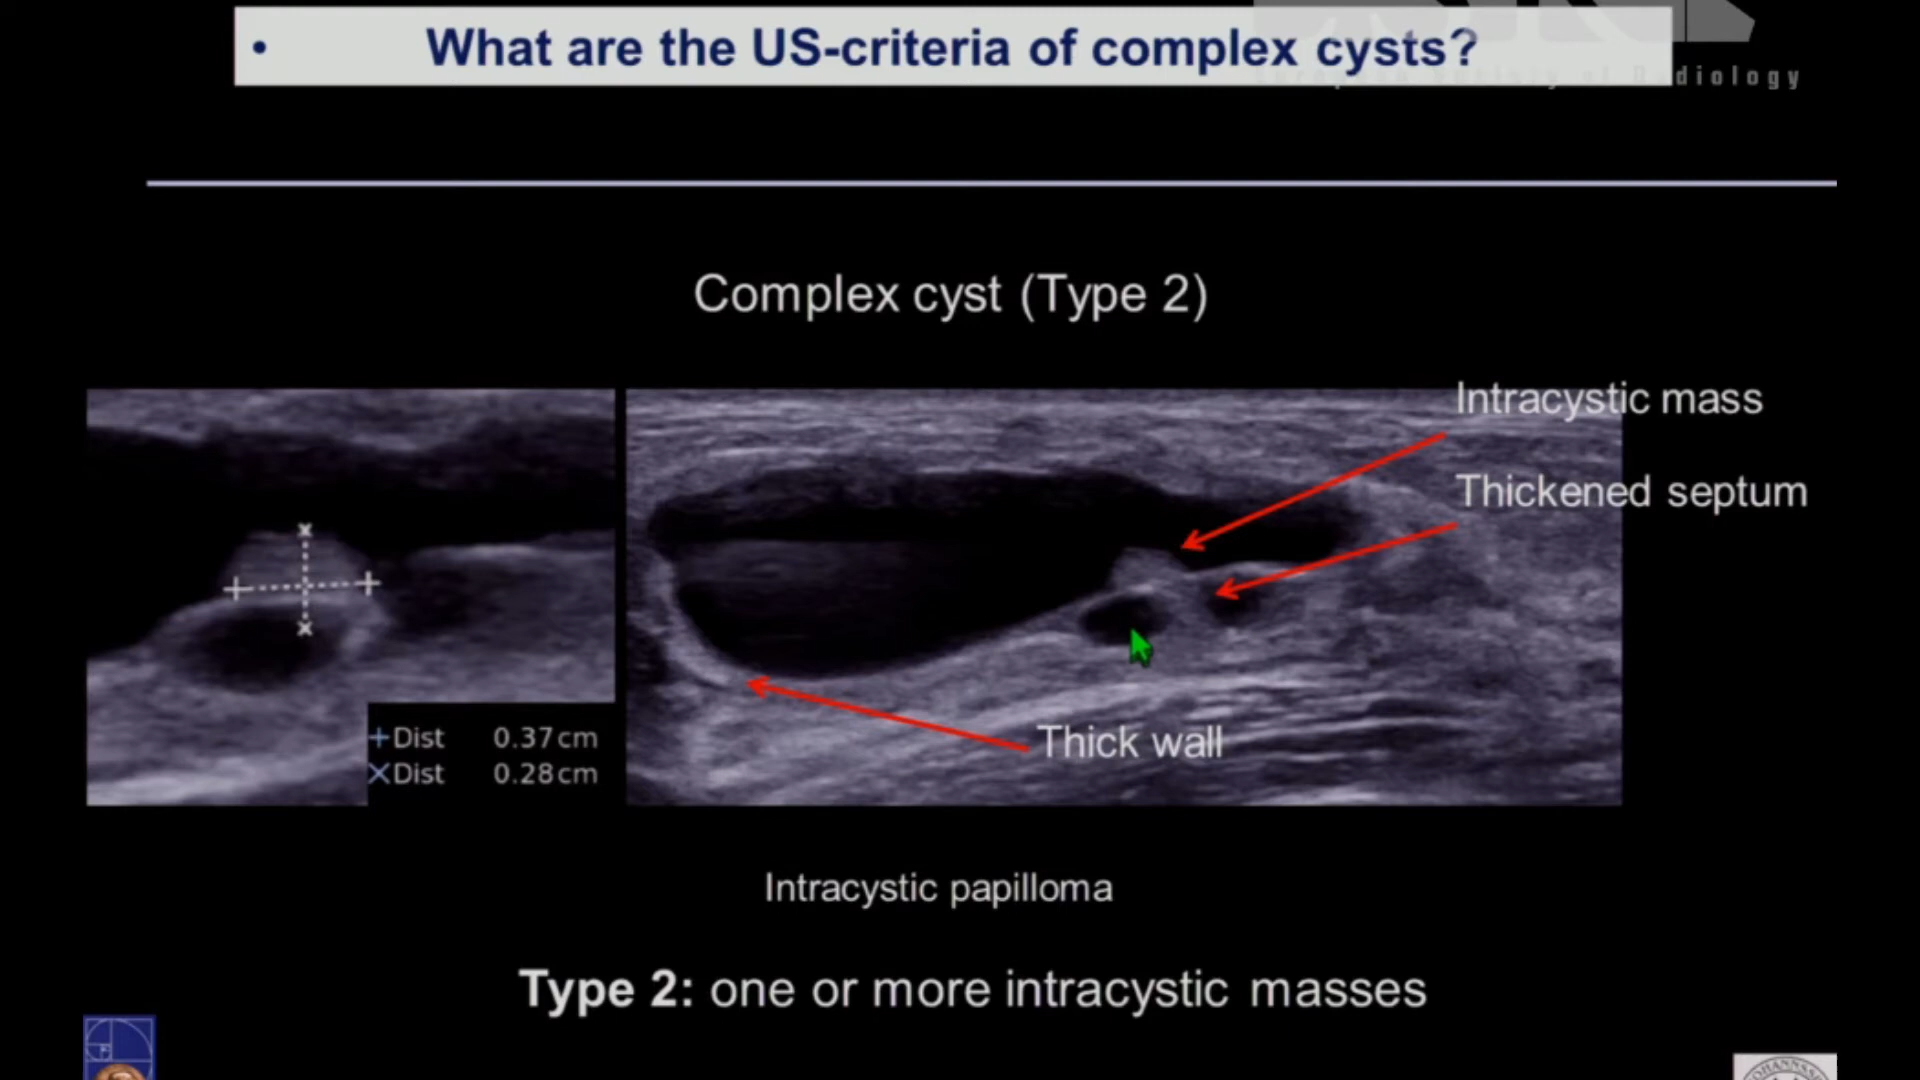 • What are the US-criteria of complex cysts?
Radiology
Complex cyst (Type 2)
Intracystic mass
Thickened septum
Thick wall
+Dist 0.37cm
×Dist 0.28cm
Intracystic papilloma
Type 2: one or more intracystic masses